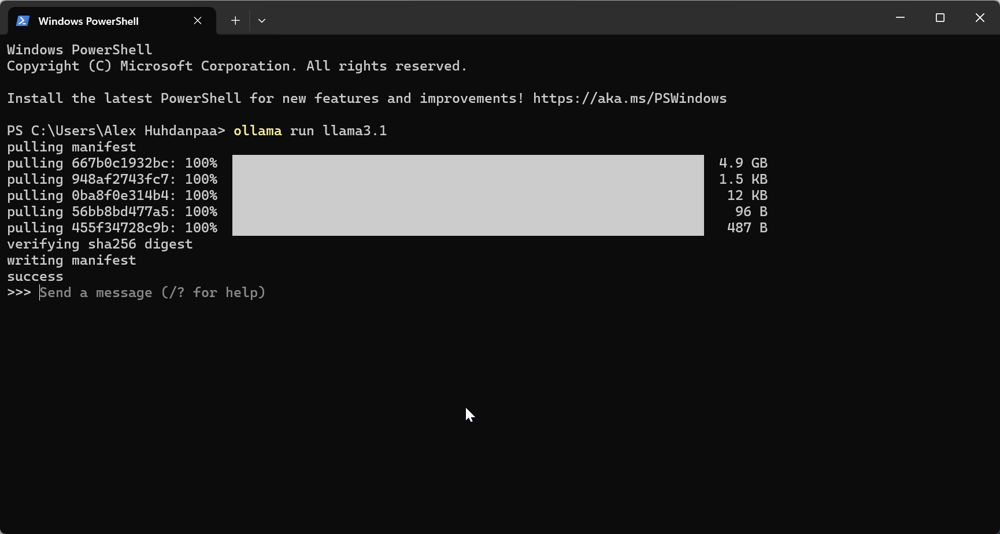 Windows PowerShell
Windows PowerShell
Copyright (C) Microsoft Corporation. All rights reserved.
Install the latest PowerShell for new features and improvements! https://aka.ms/PSWindows
PS C:\Users\Alex Huhdanpaa> ollama run llama3.1
pulling manifest
pulling 667b0c1932bc: 100% 4.9 GB
pulling 948af2743fc7: 100% 1.5 KB
pulling 0ba8f0e314b4: 100% 12 KB
pulling 56bb8bd477a5: 100% 96 B
pulling 455f34728c9b: 100% 487 B
verifying sha256 digest
writing manifest
success
>>> Send a message (/? for help)